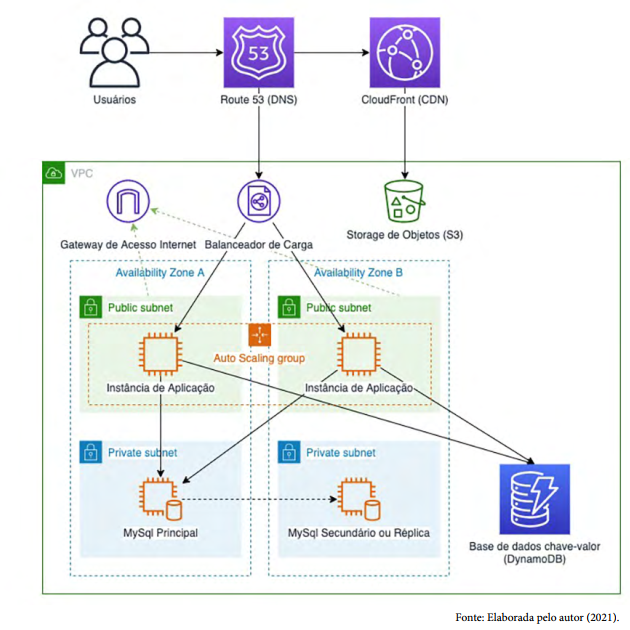 Usuários
53
Route 53 (DNS)
CloudFront (CDN)
VPC
Gateway de Acesso Internet
Balanceador de Carga
Storage de Objetos (S3)
Availability Zone A
Availability Zone B
Public subnet
Public subnet
Auto Scaling group
Instância de Aplicação
Instância de Aplicação
Private subnet
Private subnet
MySql Principal
MySql Secundário ou Réplica
Base de dados chave-valor
(DynamoDB)
Fonte: Elaborada pelo autor (2021).